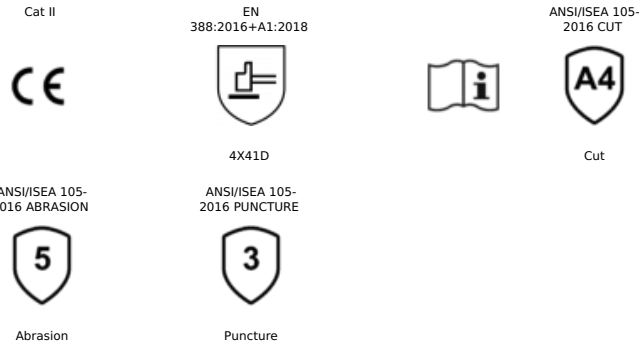 Cat II
EN
388:2016+A1:2018
ANSI/ISEA 105-
2016 CUT
CE
i
A4
4X41D
Cut
ANSI/ISEA 105-
016 ABRASION
ANSI/ISEA 105-
2016 PUNCTURE
5
3
Abrasion
Puncture